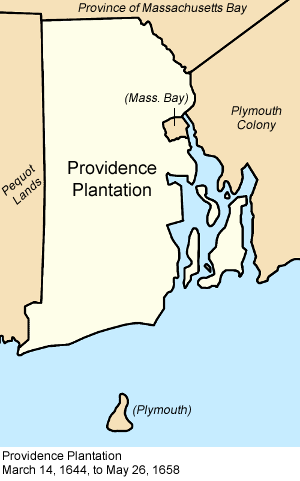 Province of Massachusetts Bay
(Mass. Bay)
Plymouth
Colony
Providence
Plantation
Pequot
Lands
(Plymouth)
Providence Plantation
March 14, 1644, to May 26, 1658